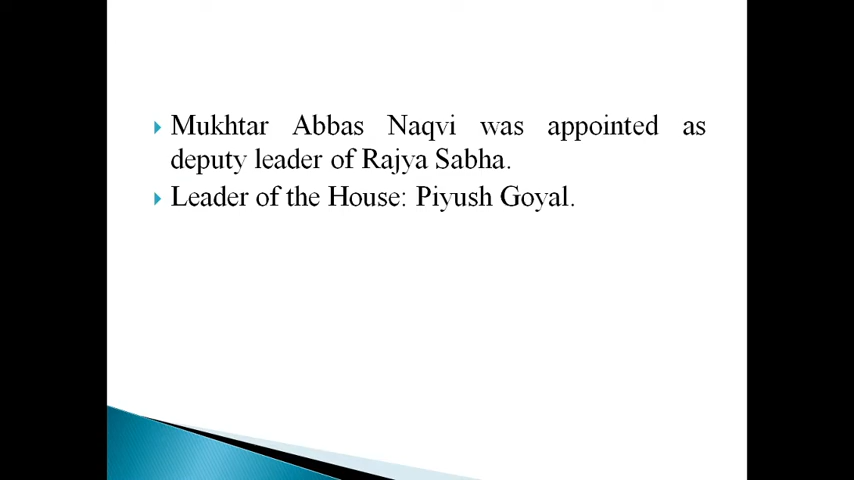 Mukhtar Abbas Naqvi was appointed as
deputy leader of Rajya Sabha.
Leader of the House: Piyush Goyal.